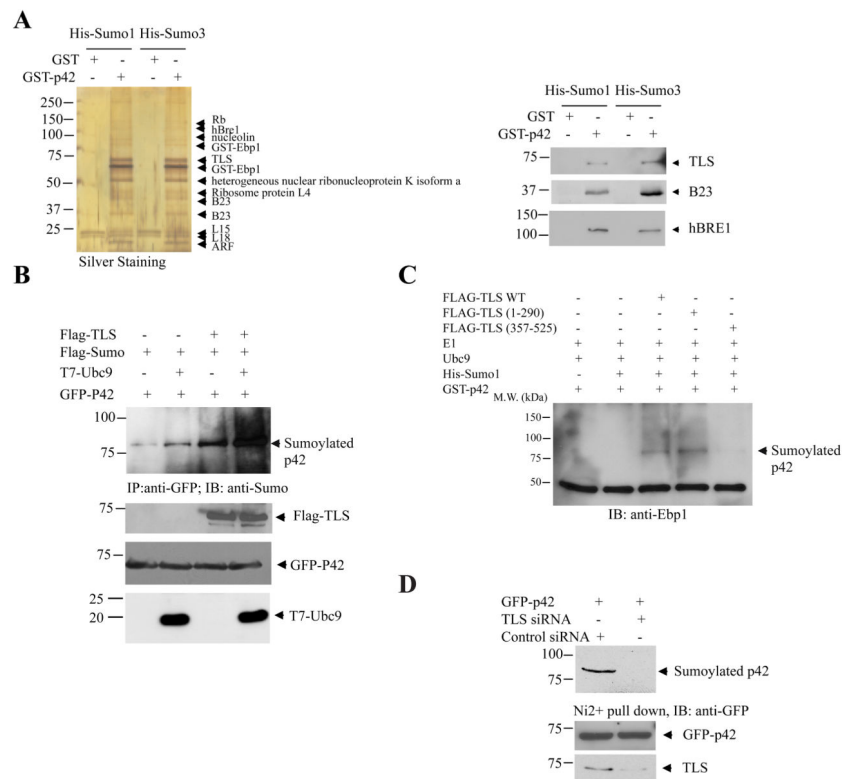 A
His-Sumo1 His-Sumo3
GST + - + -
GST-p42 - + - +
250
150
100
75
50
37
25
Rb
hBre1
nucleolin
GST-Ebp1
TLS
GST-Ebp1
heterogeneous nuclear ribonucleoprotein K isoform a
Ribosome protein L4
B23
B23
L15
L18
ARF
Silver Staining
His-Sumo1 His-Sumo3
GST + - + -
GST-p42 - + - +
75 TLS
37 B23
150
100 hBRE1
B
Flag-TLS - - + +
Flag-Sumo + + + +
T7-Ubc9 - + - +
GFP-P42 + + + +
100
75
Sumoylated
p42
IP:anti-GFP; IB: anti-Sumo
75 Flag-TLS
75 GFP-P42
25
20 T7-Ubc9
C
FLAG-TLS WT - - + - -
FLAG-TLS (1-290) - - - + -
FLAG-TLS (357-525) - - - - +
E1 + + + + +
Ubc9 + + + + +
His-Sumo1 - + + + +
GST-p42 + + + + +
M.W. (kDa)
150
100
75
50
Sumoylated
p42
IB: anti-Ebp1
D
GFP-p42 + +
TLS siRNA - +
Control siRNA + -
100
75
Sumoylated p42
Ni2+ pull down, IB: anti-GFP
75 GFP-p42
75 TLS